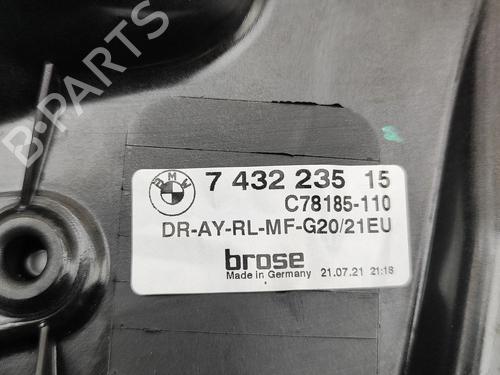 B-PARTS
BMW
7 432 235 15
C78185-110
DR-AY-RL-MF-G20/21EU
brose
Made in Germany 21.07.21 21:18